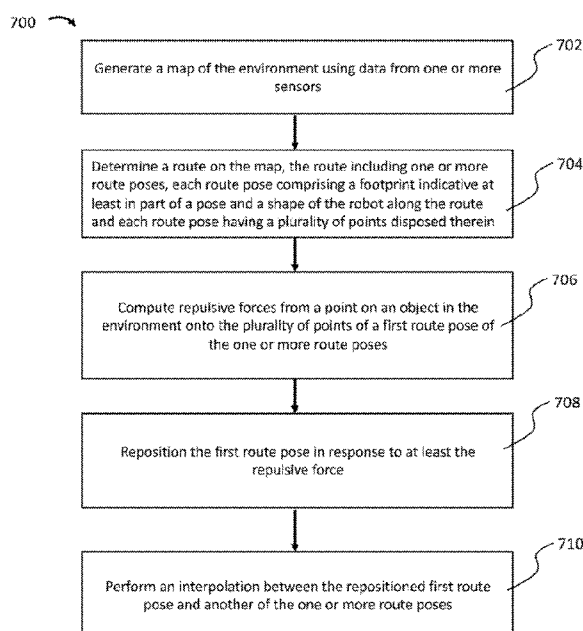 700
702
Generate a map of the environment using data from one or more
sensors
704
Determine a route on the map, the route including one or more
route poses, each route pose comprising a footprint indicative at
least in part of a pose and a shape of the robot along the route
and each route pose having a plurality of points disposed therein
706
Compute repulsive forces from a point on an object in the
environment onto the plurality of points of a first route pose of
the one or more route poses
708
Reposition the first route pose in response to at least the
repulsive force
710
Perform an interpolation between the repositioned first route
pose and another of the one or more route poses